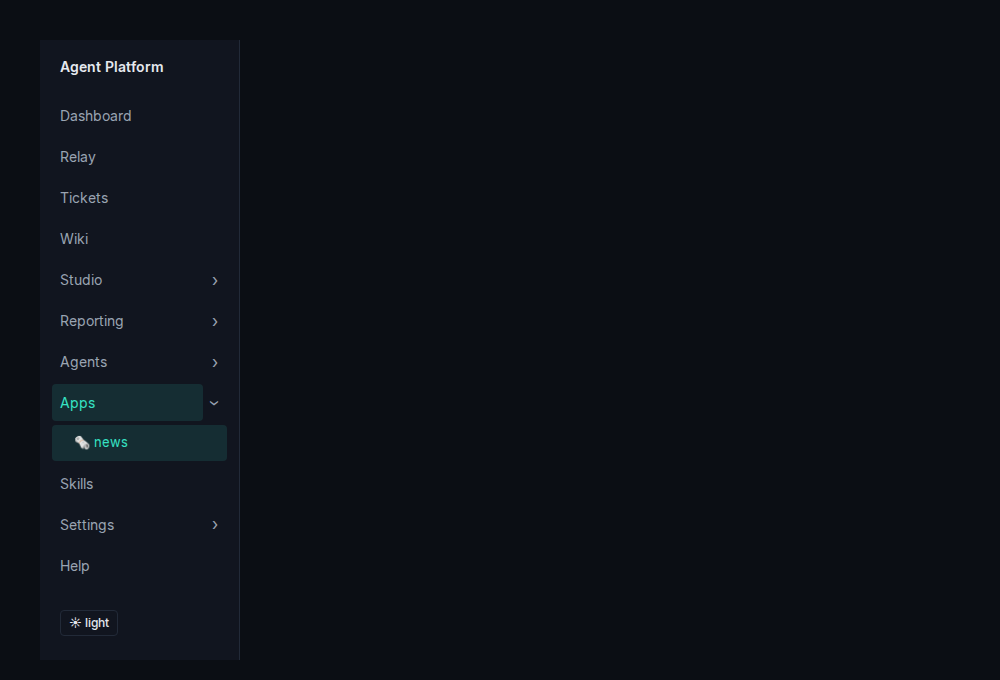 Agent Platform
Dashboard
Relay
Tickets
Wiki
Studio
Reporting
Agents
Apps
🗞️ news
Skills
Settings
Help
☀ light